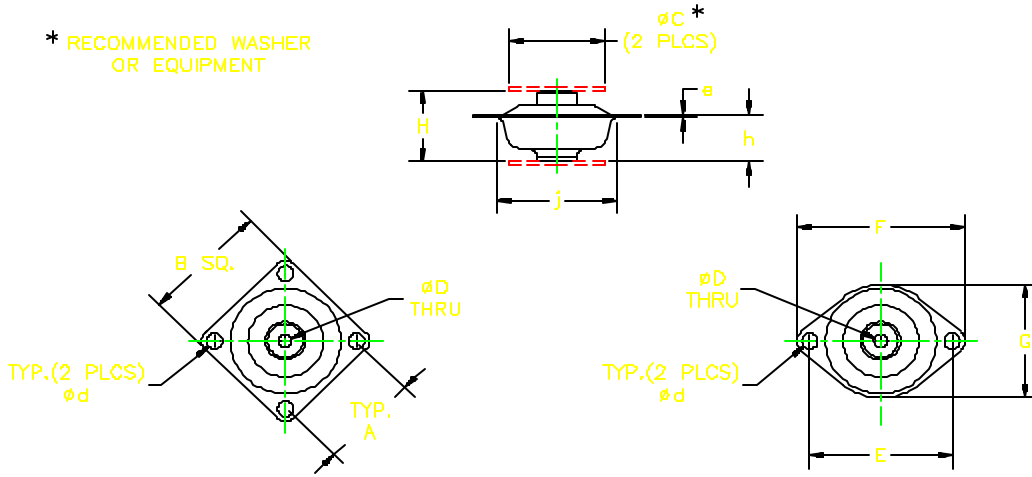 * RECOMMENDED WASHER
OR EQUIPMENT
øC *
(2 PLCS)
H
e
h
j
B SQ.
øD
THRU
TYP.(2 PLCS)
ød
TYP.
A
F
øD
THRU
G
TYP.(2 PLCS)
ød
E